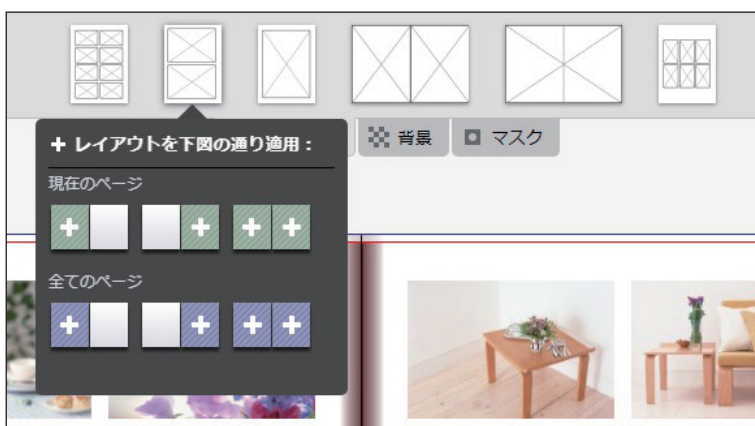 背景
マスク
+ レイアウトを下図の通り適用：
現在のページ
全てのページ